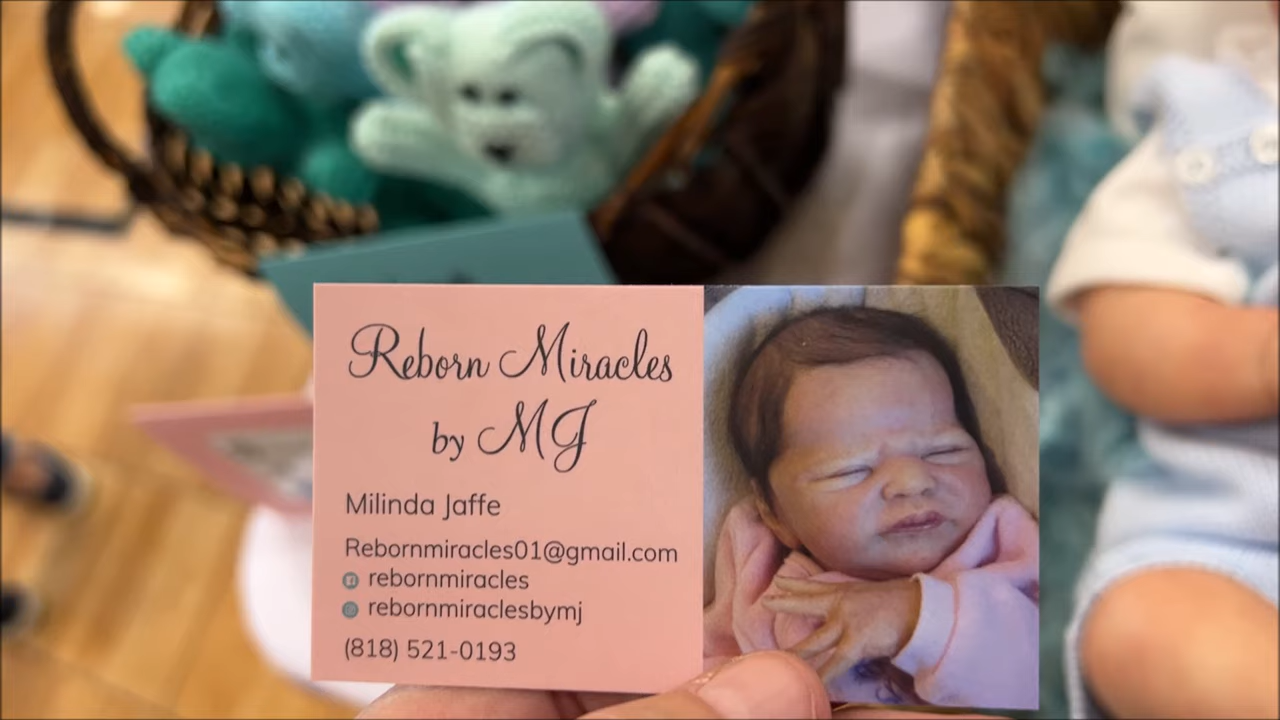 Reborn Miracles
by MJ
Milinda Jaffe
Rebornmiracles01@gmail.com
rebornmiracles
rebornmiraclesbymj
(818) 521-0193